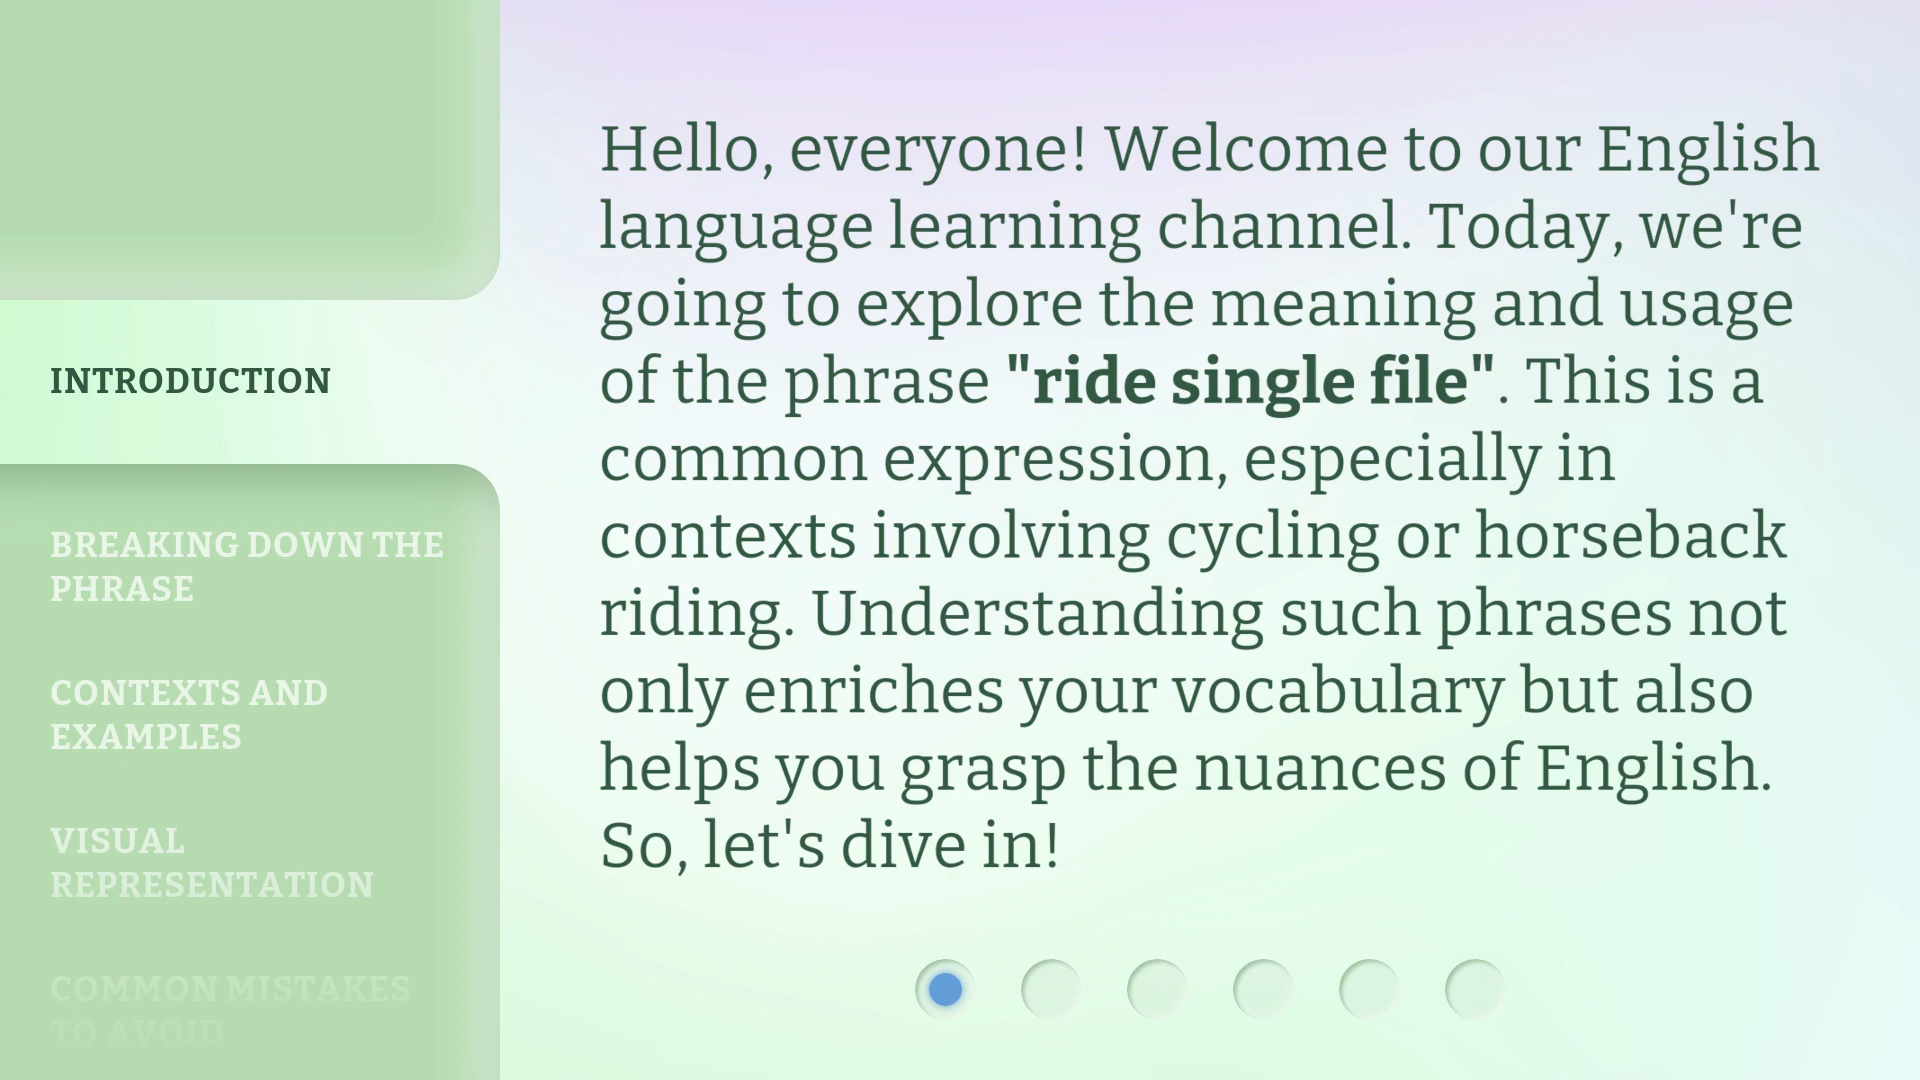 INTRODUCTION
BREAKING DOWN THE
PHRASE
CONTEXTS AND
EXAMPLES
VISUAL
REPRESENTATION
COMMON MISTAKES
TO AVOID
Hello, everyone! Welcome to our English
language learning channel. Today, we're
going to explore the meaning and usage
of the phrase "ride single file". This is a
common expression, especially in
contexts involving cycling or horseback
riding. Understanding such phrases not
only enriches your vocabulary but also
helps you grasp the nuances of English.
So, let's dive in!